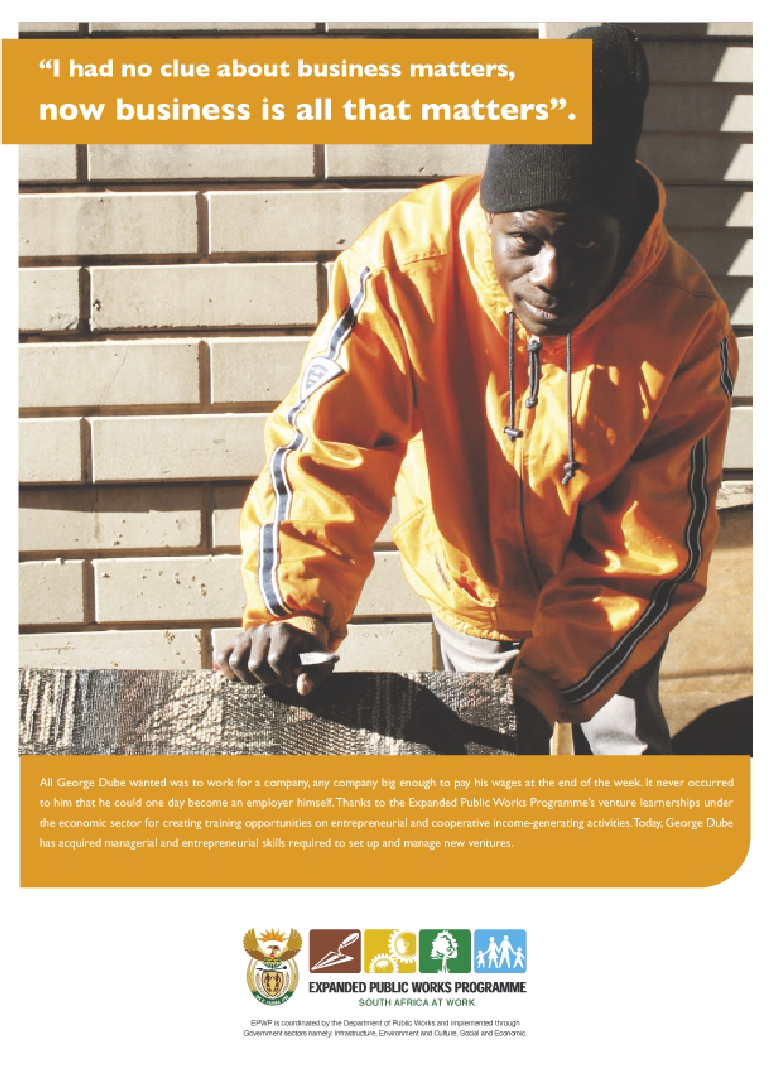 “I had no clue about business matters,
now business is all that matters”.
All George Dube wanted was to work for a company, any company big enough to pay his wages at the end of the week. It never occurred
to him that he could one day become an employer himself. Thanks to the Expanded Public Works Programme's venture learnerships under
the economic sector for creating training opportunities on entrepreneurial and cooperative income-generating activities. Today, George Dube
has acquired managerial and entrepreneurial skills required to set up and manage new ventures.
EXPANDED PUBLIC WORKS PROGRAMME
SOUTH AFRICA AT WORK
EPWP is coordinated by the Department of Public Works and implemented through
Government sectors namely. Infrastructure, Environment and Culture, Social and Economic.